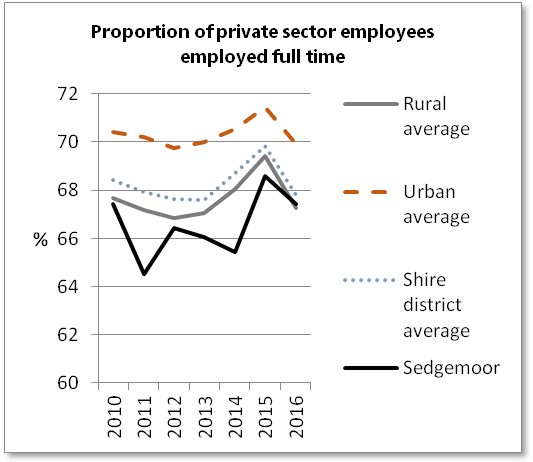 Proportion of private sector employees
employed full time
72
70
68
66
64
62
60
%
2010
2011
2012
2013
2014
2015
2016
Rural
average
Urban
average
Shire
district
average
Sedgemoor